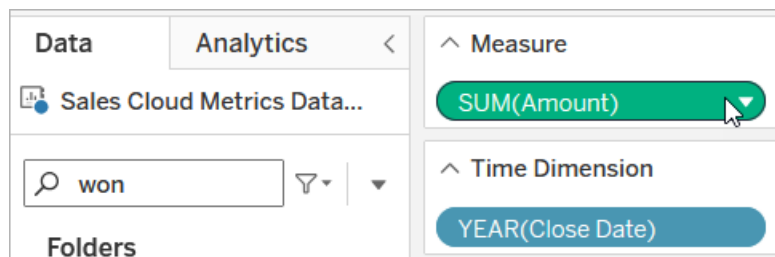 Data Analytics
Sales Cloud Metrics Data...
won
Folders
Measure
SUM(Amount)
Time Dimension
YEAR(Close Date)